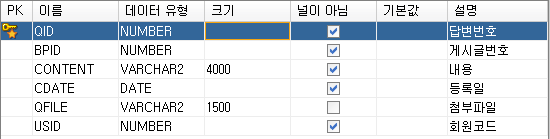 PK 이름 데이터 유형 크기 널이 아님 기본값 설명
QID NUMBER 답변번호
BPID NUMBER 게시글번호
CONTENT VARCHAR2 4000 내용
CDATE DATE 등록일
QFILE VARCHAR2 1500 첨부파일
USID NUMBER 회원코드